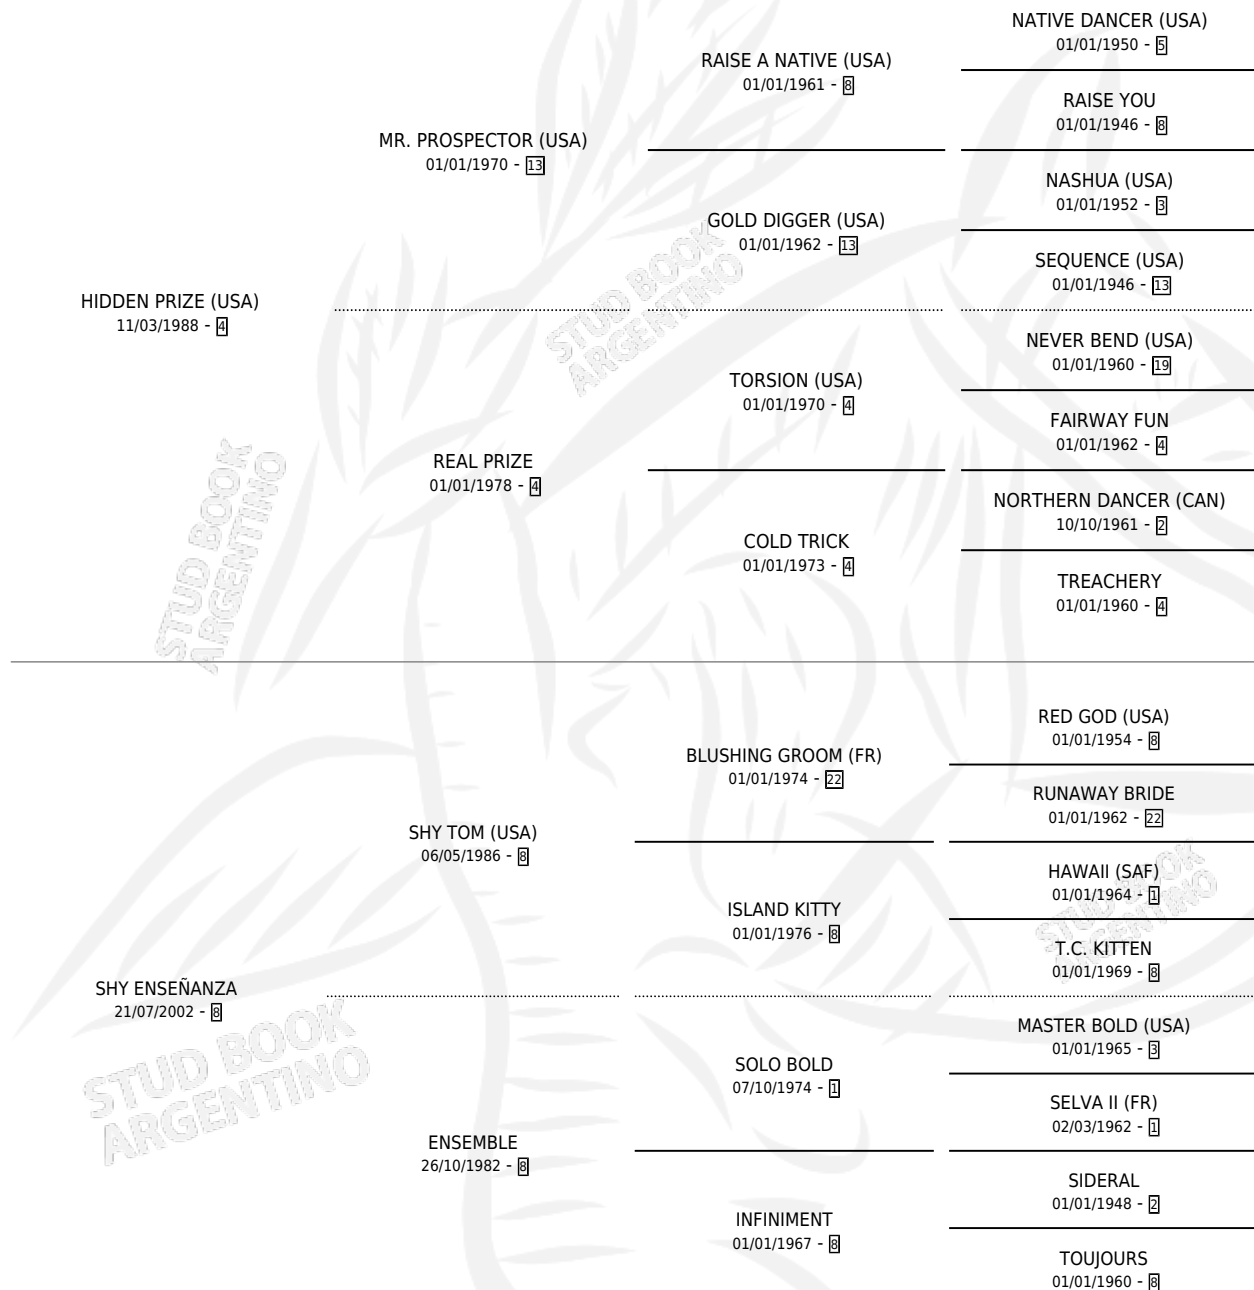 NATIVE DANCER (USA)
01/01/1950 - 5
RAISE A NATIVE (USA)
01/01/1961 - 8
RAISE YOU
01/01/1946 - 8
MR. PROSPECTOR (USA)
01/01/1970 - 13
NASHUA (USA)
01/01/1952 - 3
GOLD DIGGER (USA)
01/01/1962 - 13
SEQUENCE (USA)
01/01/1946 - 13
HIDDEN PRIZE (USA)
11/03/1988 - 4
NEVER BEND (USA)
01/01/1960 - 19
TORSION (USA)
01/01/1970 - 4
FAIRWAY FUN
01/01/1962 - 4
REAL PRIZE
01/01/1978 - 4
NORTHERN DANCER (CAN)
10/10/1961 - 2
COLD TRICK
01/01/1973 - 4
TREACHERY
01/01/1960 - 4
RED GOD (USA)
01/01/1954 - 8
BLUSHING GROOM (FR)
01/01/1974 - 22
RUNAWAY BRIDE
01/01/1962 - 22
SHY TOM (USA)
06/05/1986 - 8
HAWAII (SAF)
01/01/1964 - 1
ISLAND KITTY
01/01/1976 - 8
T.C. KITTEN
01/01/1969 - 8
SHY ENSEÑANZA
21/07/2002 - 8
MASTER BOLD (USA)
01/01/1965 - 3
SOLO BOLD
07/10/1974 - 1
SELVA II (FR)
02/03/1962 - 1
ENSEMBLE
26/10/1982 - 8
SIDERAL
01/01/1948 - 2
INFINIMENT
01/01/1967 - 8
TOUJOURS
01/01/1960 - 8
STUD BOOK
ARGENTINO
STUD BOOK
ARGENTINO
STUD BOOK
ARGENTINO
STUD BOOK
ARGENTINO